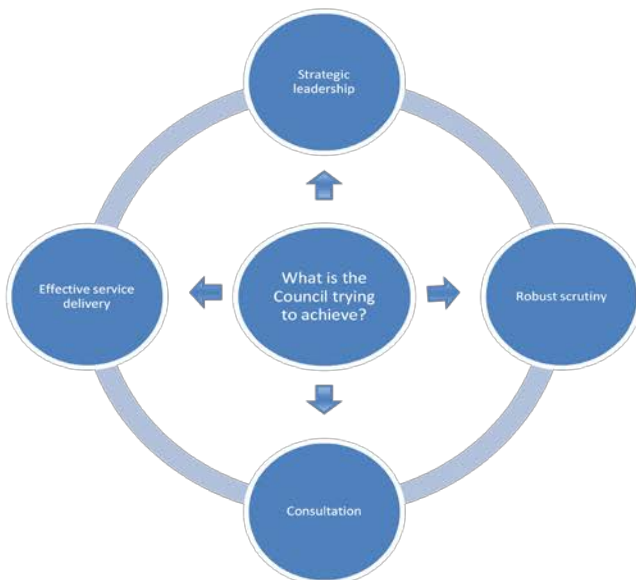 Strategic
leadership
Effective service
delivery
What is the
Council trying
to achieve?
Robust scrutiny
Consultation